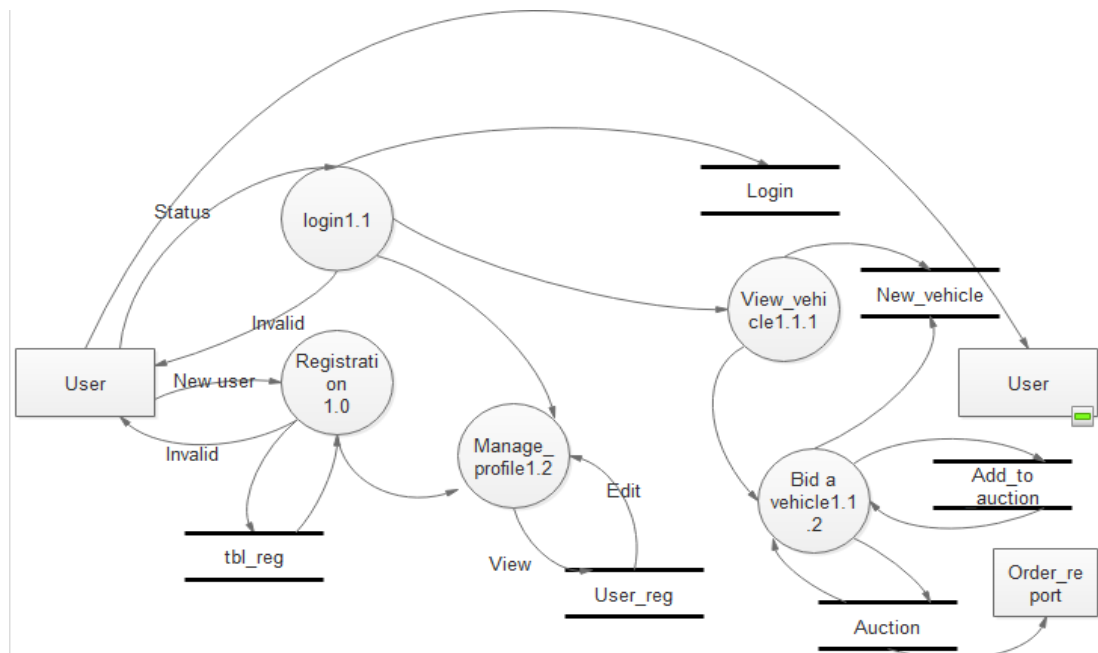 Status
login1.1
Login
View_vehi
cle1.1.1
New_vehicle
Invalid
User
New user
Registrati
on
1.0
Invalid
User
Manage_
profile1.2
Edit
Bid a
vehicle1.1
.2
Add_to
auction
tbl_reg
View
User_reg
Order_re
port
Auction